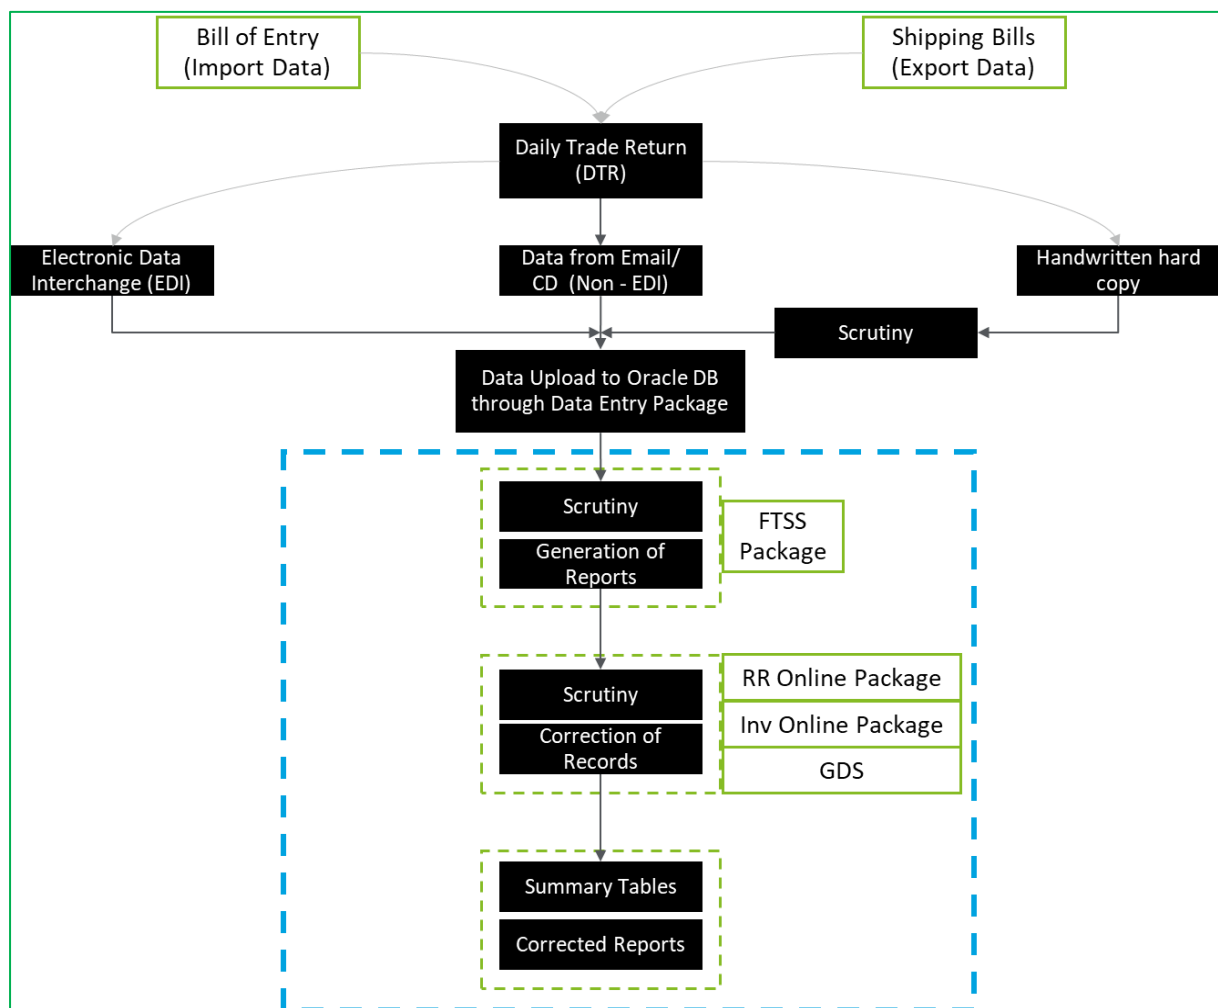 Bill of Entry
(Import Data)
Shipping Bills
(Export Data)
Daily Trade Return
(DTR)
Electronic Data
Interchange (EDI)
Data from Email/
CD (Non - EDI)
Handwritten hard
copy
Scrutiny
Data Upload to Oracle DB
through Data Entry Package
Scrutiny
Generation of
Reports
FTSS
Package
Scrutiny
Correction of
Records
RR Online Package
Inv Online Package
GDS
Summary Tables
Corrected Reports